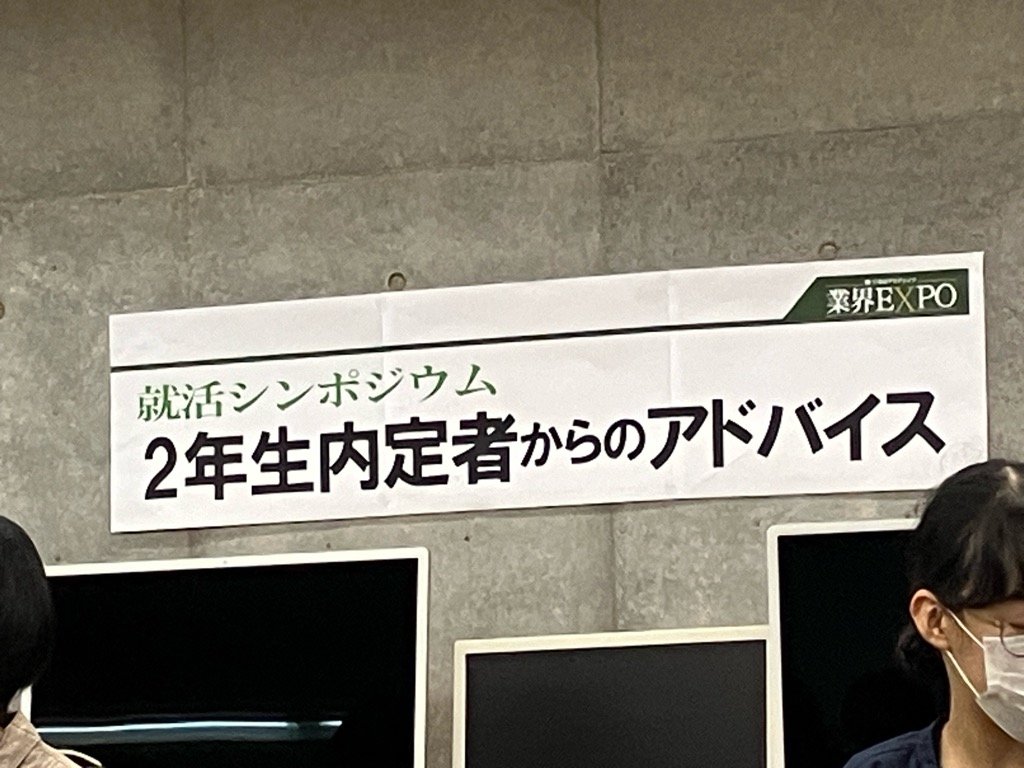 業界EXPO
就活シンポジウム
2年生内定者からのアドバイス